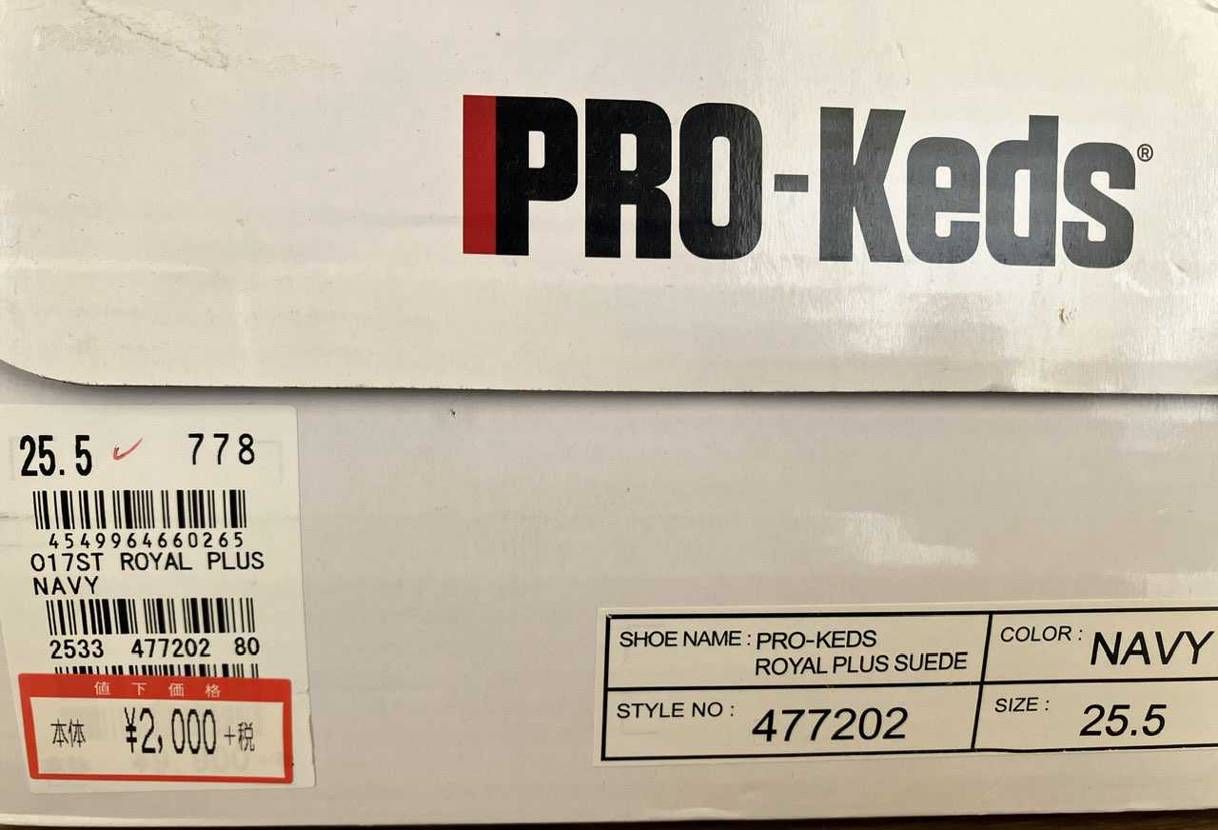 PRO-Keds®
25.5 ✓ 778
4549964660265
017ST ROYAL PLUS
NAVY
2533 477202 80
値下価格
本体 ¥2,000+税
SHOE NAME : PRO-KEDS
ROYAL PLUS SUEDE
COLOR : NAVY
STYLE NO : 477202
SIZE : 25.5